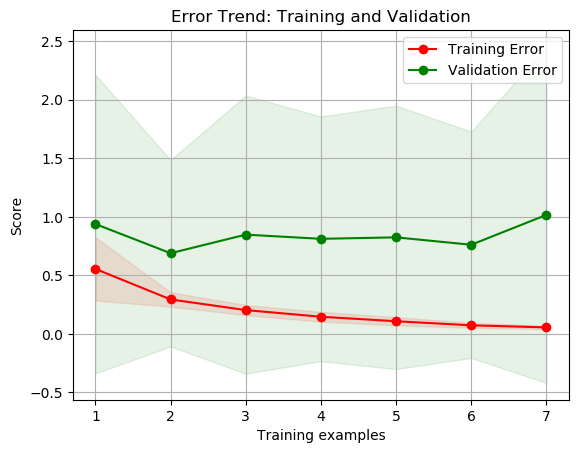 Error Trend: Training and Validation
Training Error
Validation Error
Score
2.5
2.0
1.5
1.0
0.5
0.0
−0.5
1 2 3 4 5 6 7
Training examples